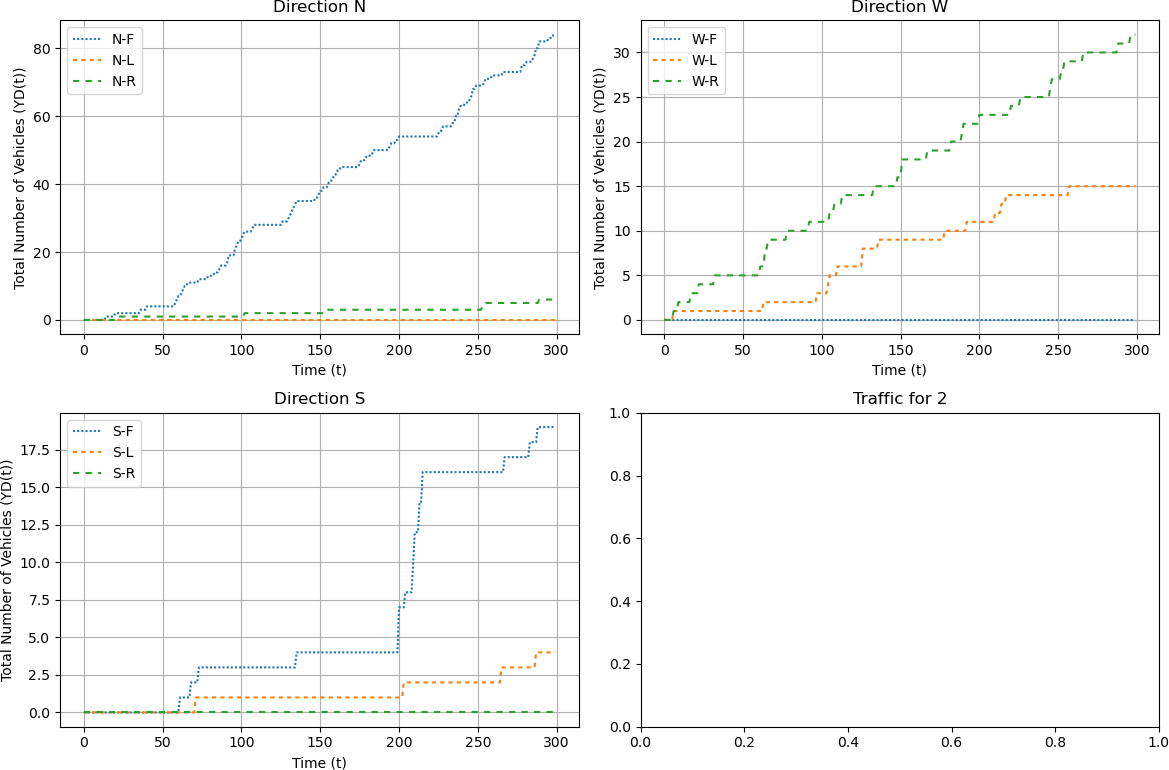 Direction N
Total Number of Vehicles (YD(t))
80
60
40
20
0
N-F
N-L
N-R
0 50 100 150 200 250 300
Time (t)
Direction W
Total Number of Vehicles (YD(t))
30
25
20
15
10
5
0
W-F
W-L
W-R
0 50 100 150 200 250 300
Time (t)
Direction S
Total Number of Vehicles (YD(t))
17.5
15.0
12.5
10.0
7.5
5.0
2.5
0.0
S-F
S-L
S-R
0 50 100 150 200 250 300
Time (t)
Traffic for 2
1.0
0.8
0.6
0.4
0.2
0.0
0.0 0.2 0.4 0.6 0.8 1.0